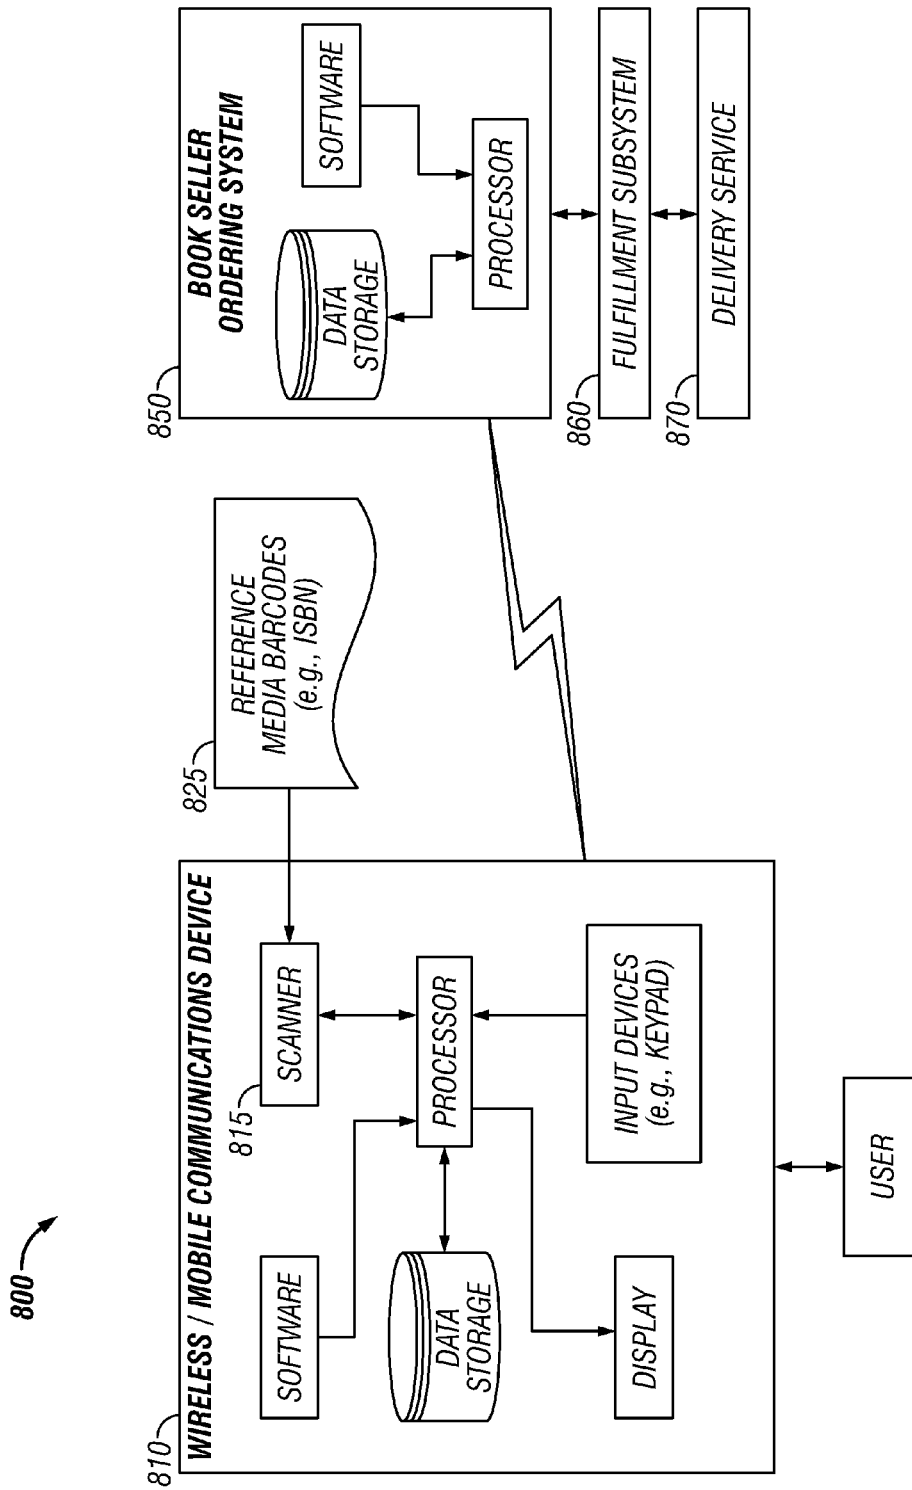 800
810
WIRELESS / MOBILE COMMUNICATIONS DEVICE
SOFTWARE
815
SCANNER
DATA
STORAGE
PROCESSOR
DISPLAY
INPUT DEVICES
(e.g., KEYPAD)
USER
825
REFERENCE
MEDIA BARCODES
(e.g., ISBN)
850
BOOK SELLER
ORDERING SYSTEM
DATA
STORAGE
SOFTWARE
PROCESSOR
860
FULFILLMENT SUBSYSTEM
870
DELIVERY SERVICE